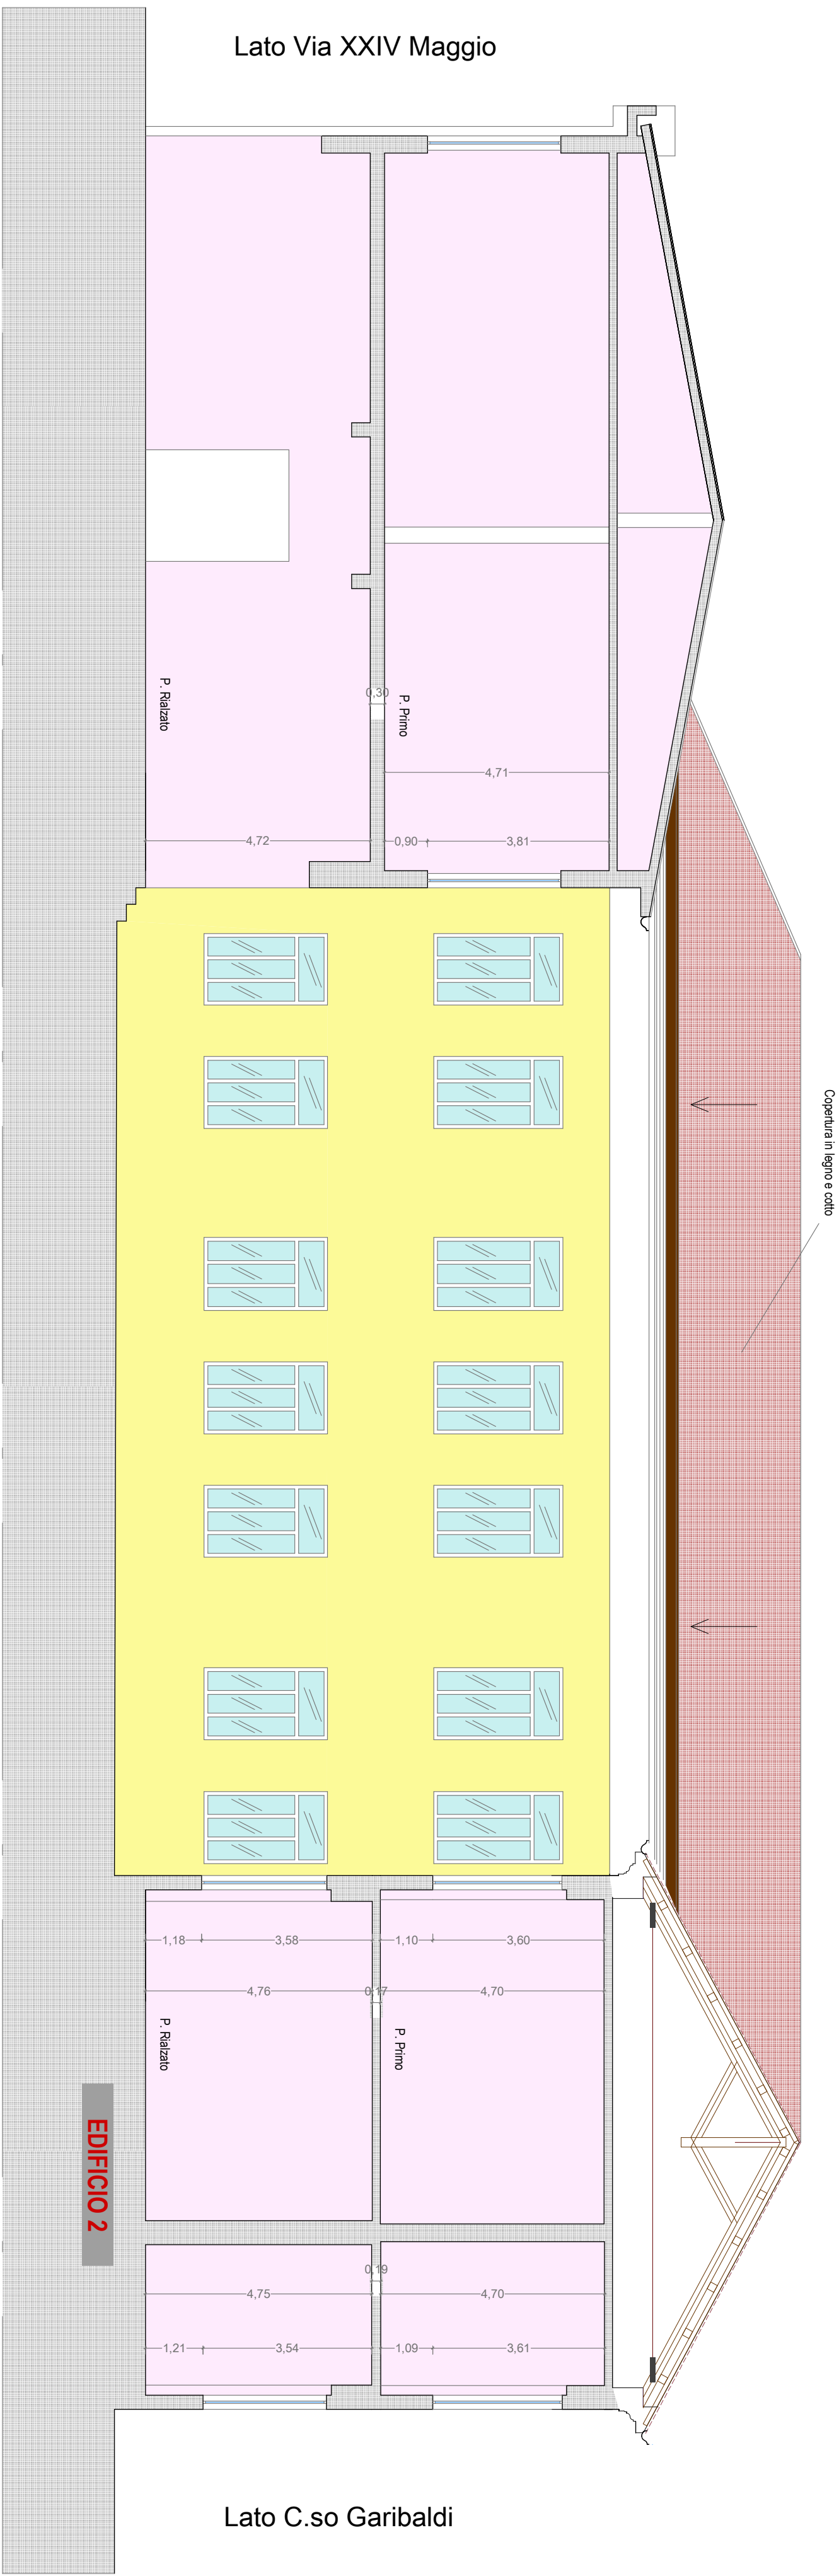 Lato Via XXIV Maggio
P. Rialzato
P. Primo
0,30
4,71
4,72
0,90
3,81
Copertura in legno e cotto
1,18
3,58
1,10
3,60
4,76
0,17
4,70
P. Rialzato
P. Primo
EDIFICIO 2
0,19
4,75
4,70
1,21
3,54
1,09
3,61
Lato C.so Garibaldi